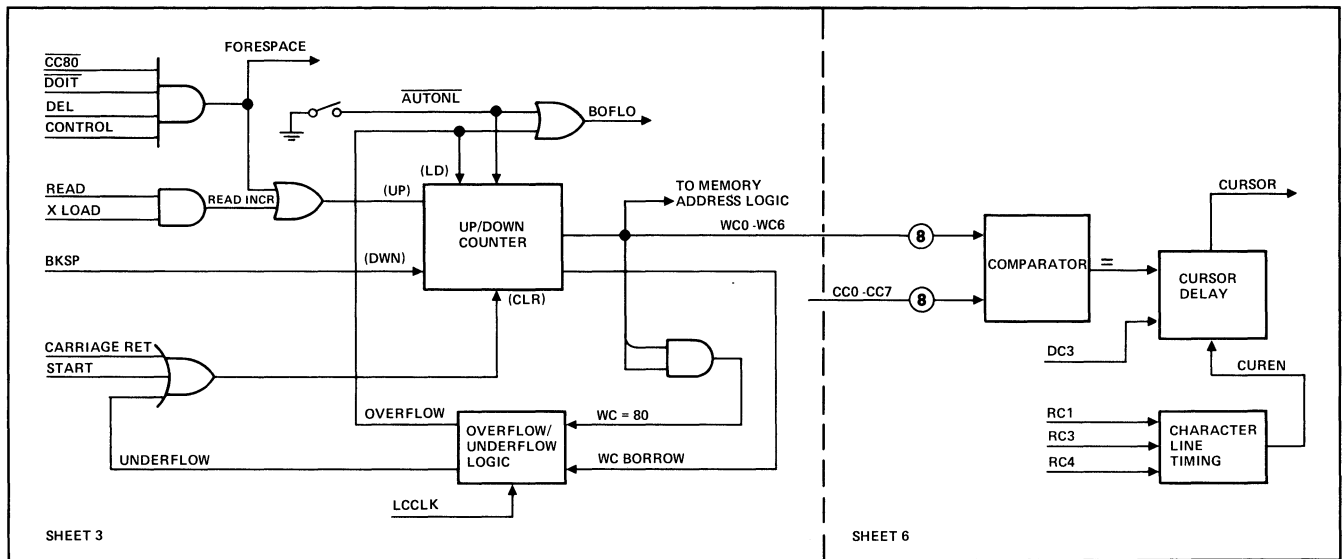 CC80
DOIT
DEL
CONTROL
FORESPACE
AUTONL
BOFLO
READ
X LOAD
READ INCR
(UP)
(LD)
UP/DOWN
COUNTER
TO MEMORY
ADDRESS LOGIC
WC0 -WC6
8
BKSP
(DWN)
(CLR)
CC0 -CC7
8
COMPARATOR
=
CURSOR
CURSOR
DELAY
DC3
CUREN
CARRIAGE RET
START
OVERFLOW
UNDERFLOW
OVERFLOW/
UNDERFLOW
LOGIC
WC = 80
WC BORROW
LCCLK
RC1
RC3
RC4
CHARACTER
LINE
TIMING
SHEET 3
SHEET 6